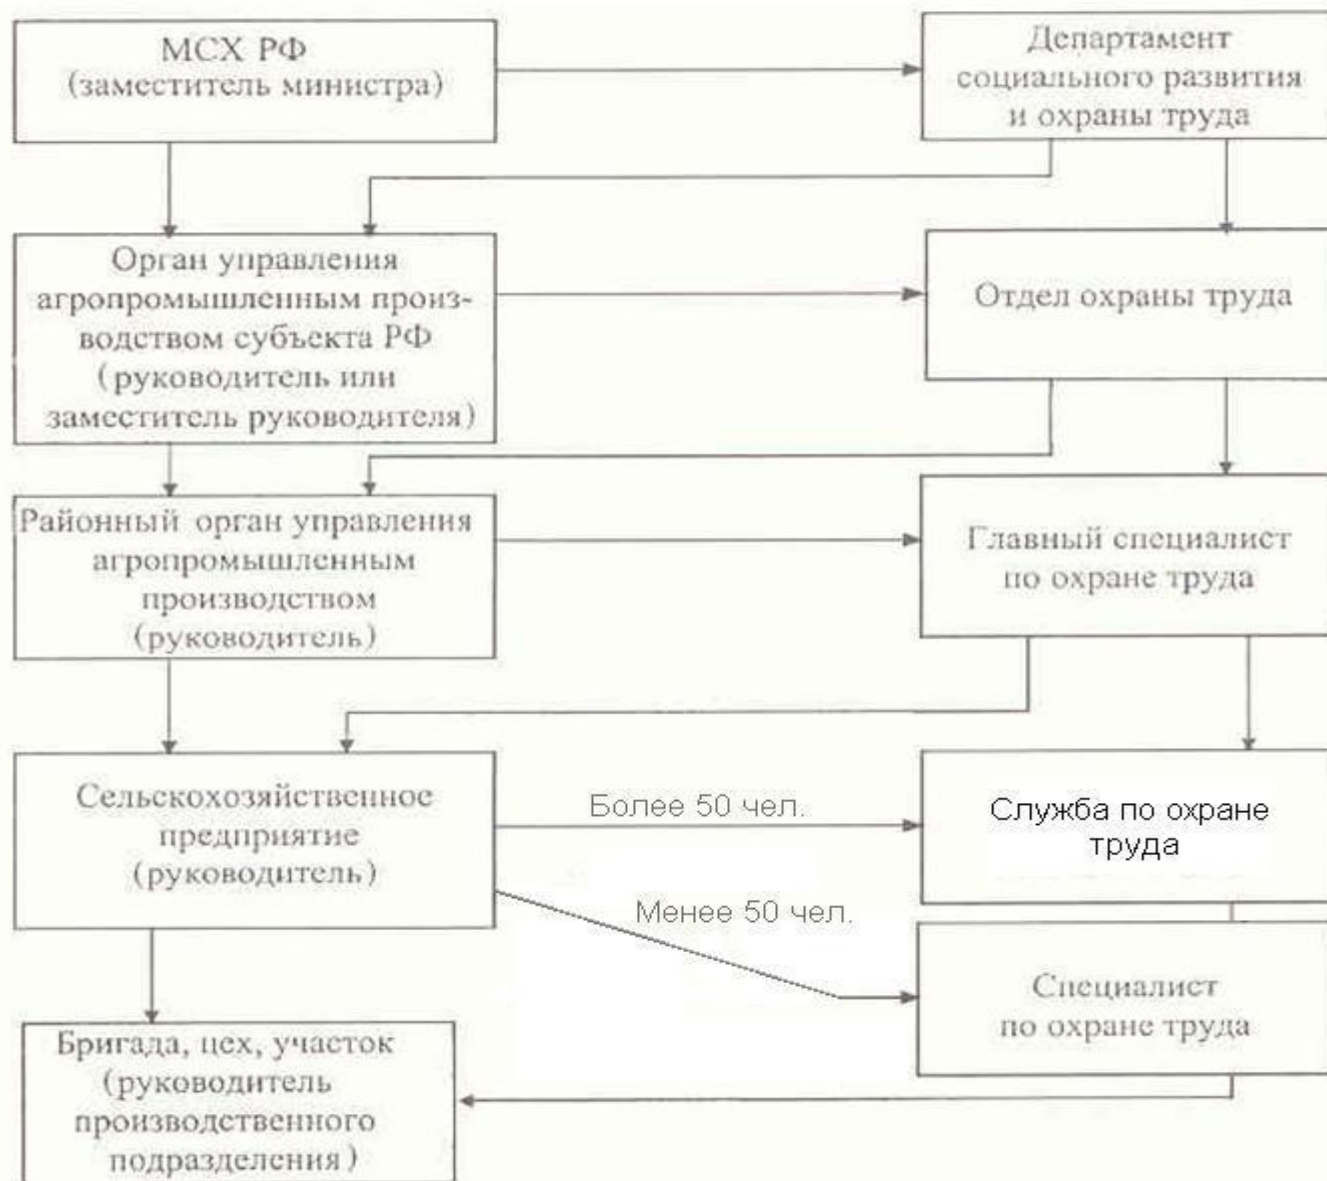 МСХ РФ
(заместитель министра)
Департамент
социального развития
и охраны труда
Орган управления
агропромышленным произ-
водством субъекта РФ
(руководитель или
заместитель руководителя)
Отдел охраны труда
Районный орган управления
агропромышленным
производством
(руководитель)
Главный специалист
по охране труда
Сельскохозяйственное
предприятие
(руководитель)
Более 50 чел.
Служба по охране
труда
Менее 50 чел.
Специалист
по охране труда
Бригада, цех, участок
(руководитель
производственного
подразделения)